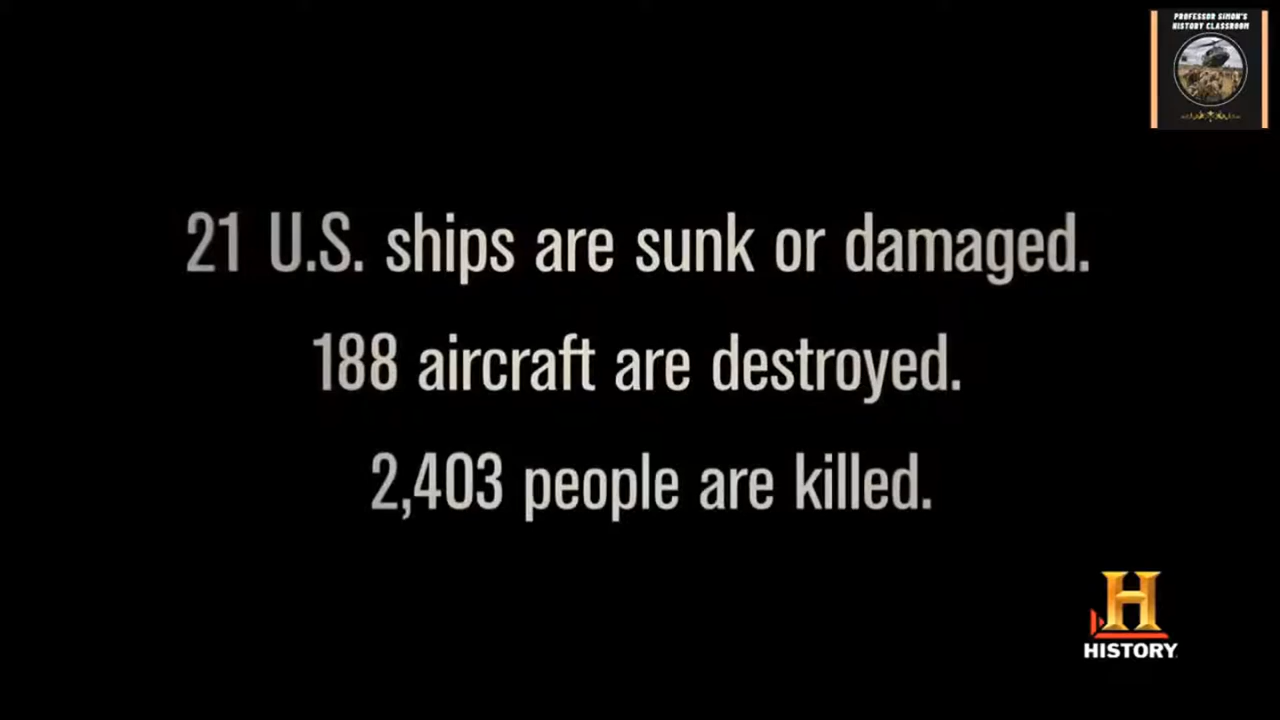 PROFESSOR SIMON'S
HISTORY CLASSROOM
21 U.S. ships are sunk or damaged.
188 aircraft are destroyed.
2,403 people are killed.
H
HISTORY